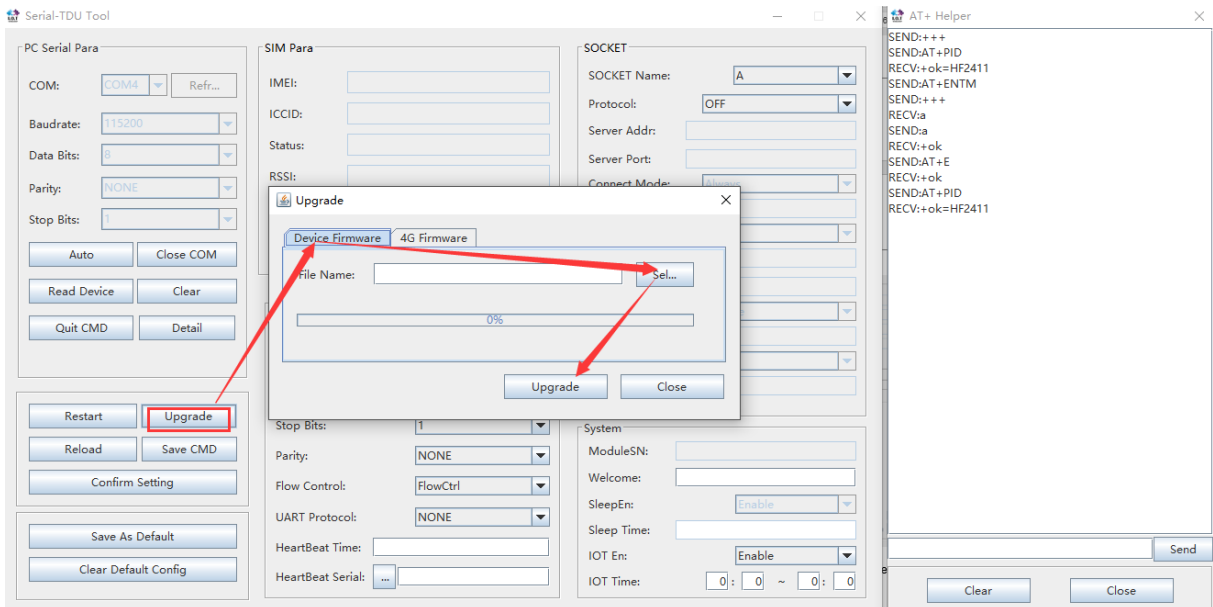 Serial-TDU Tool
PC Serial Para
COM:
COM4
Refr...
Baudrate:
115200
Data Bits:
8
Parity:
NONE
Stop Bits:
1
Auto
Close COM
Read Device
Clear
Quit CMD
Detail
Restart
Upgrade
Reload
Save CMD
Confirm Setting
Save As Default
Clear Default Config
SIM Para
IMEI:
ICCID:
Status:
RSSI:
Upgrade
Device Firmware
4G Firmware
File Name:
Sel...
0%
Upgrade
Close
Stop Bits:
1
Parity:
NONE
Flow Control:
FlowCtrl
UART Protocol:
NONE
HeartBeat Time:
HeartBeat Serial:
...
SOCKET
SOCKET Name:
A
Protocol:
OFF
Server Addr:
Server Port:
Connect Mode:
Always
System
ModuleSN:
Welcome:
SleepEn:
Enable
Sleep Time:
IOT En:
Enable
IOT Time:
0 : 0 ~ 0 : 0
AT+ Helper
SEND:+++
SEND:AT+PID
RECV:+ok=HF2411
SEND:AT+ENTM
SEND:+++
RECV:a
SEND:a
RECV:+ok
SEND:AT+E
RECV:+ok
SEND:AT+PID
RECV:+ok=HF2411
Send
Clear
Close